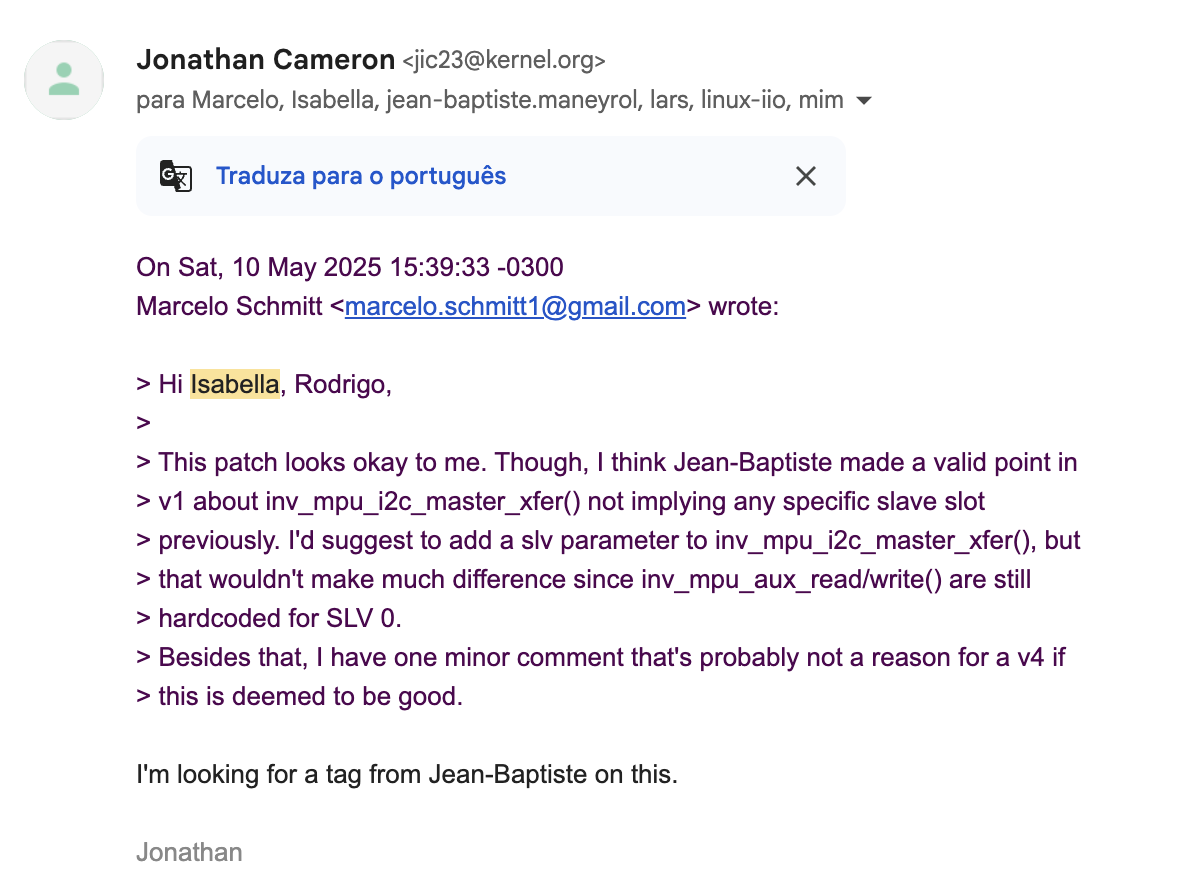 Jonathan Cameron <jic23@kernel.org>
para Marcelo, Isabella, jean-baptiste.maneyrol, lars, linux-iio, mim
Traduza para o português
On Sat, 10 May 2025 15:39:33 -0300
Marcelo Schmitt <marcelo.schmitt1@gmail.com> wrote:
> Hi Isabella, Rodrigo,
>
> This patch looks okay to me. Though, I think Jean-Baptiste made a valid point in
> v1 about inv_mpu_i2c_master_xfer() not implying any specific slave slot
> previously. I'd suggest to add a slv parameter to inv_mpu_i2c_master_xfer(), but
> that wouldn't make much difference since inv_mpu_aux_read/write() are still
> hardcoded for SLV 0.
> Besides that, I have one minor comment that's probably not a reason for a v4 if
> this is deemed to be good.
I'm looking for a tag from Jean-Baptiste on this.
Jonathan